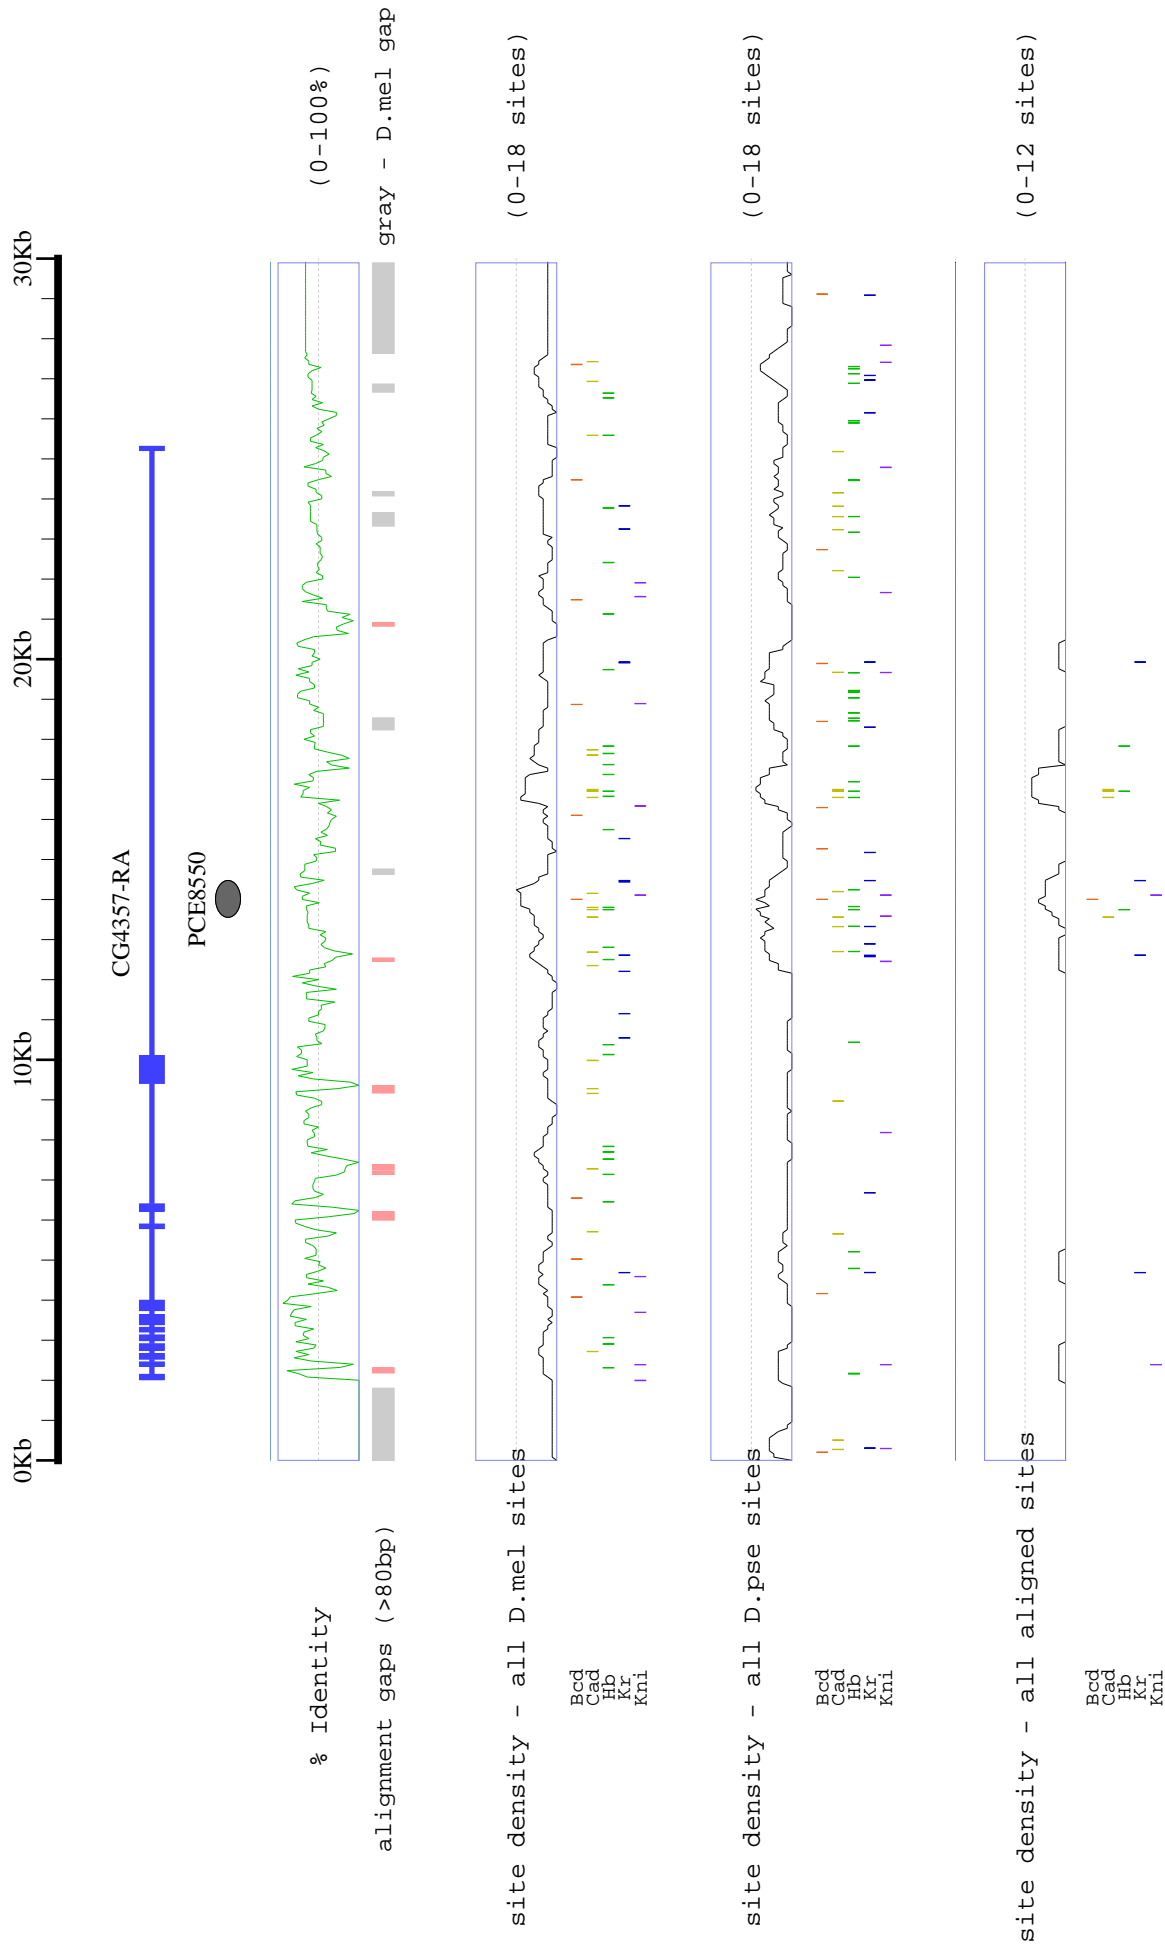 0Kb 10Kb 20Kb 30Kb
CG4357-RA
PCE8550
% Identity (0-100%)
alignment gaps (>80bp) gray - D.mel gap
site density - all D.mel sites (0-18 sites)
Bcd
Cad
Hb
Kr
Kni
site density - all D.pse sites (0-18 sites)
Bcd
Cad
Hb
Kr
Kni
site density - all aligned sites (0-12 sites)
Bcd
Cad
Hb
Kr
Kni